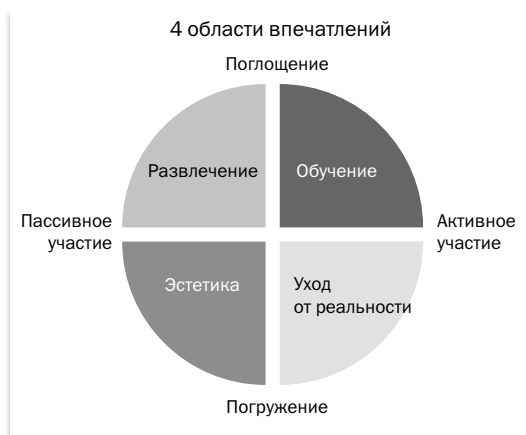 4 области впечатлений
Поглощение
Развлечение
Обучение
Пассивное
участие
Активное
участие
Эстетика
Уход
от реальности
Погружение